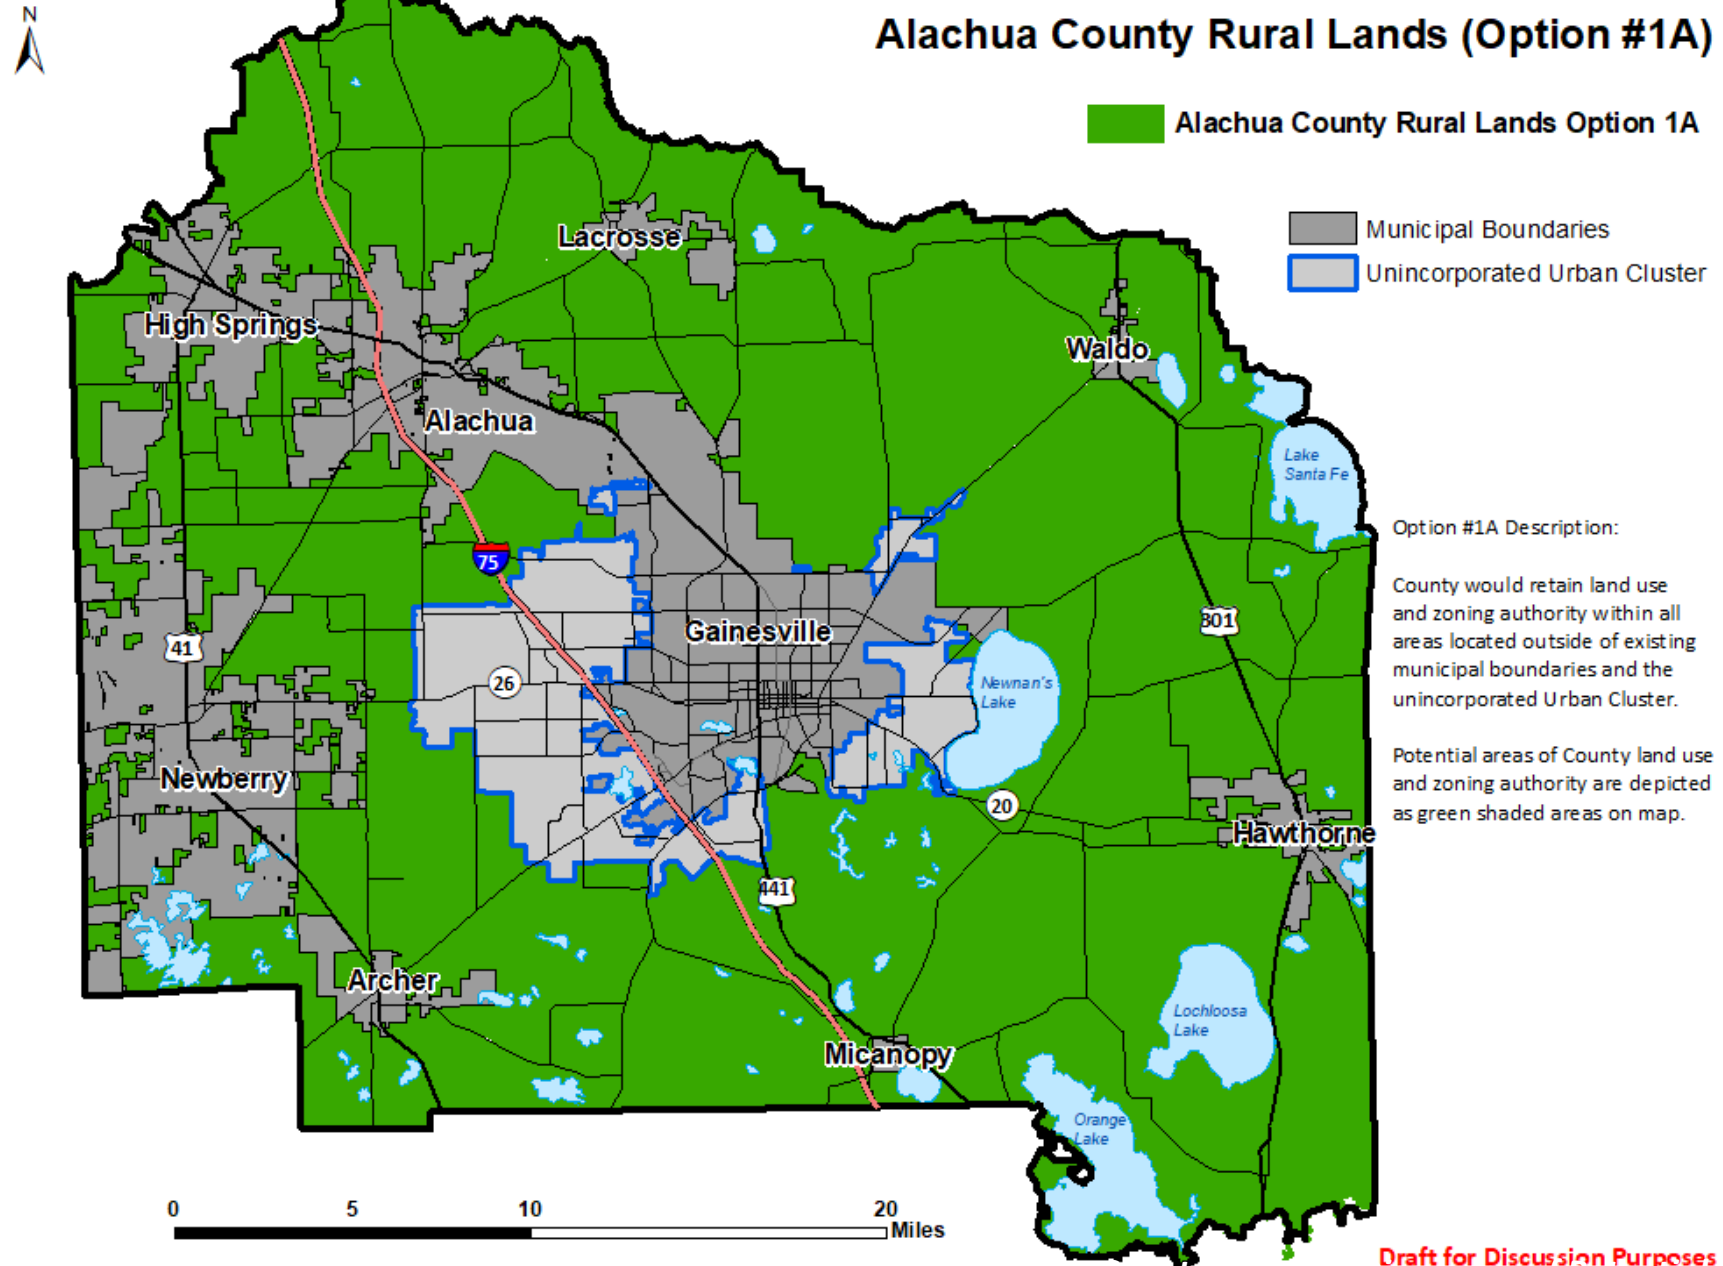 N
Alachua County Rural Lands (Option #1A)
Alachua County Rural Lands Option 1A
Municipal Boundaries
Unincorporated Urban Cluster
Lacrosse
High Springs
Waldo
Alachua
Lake
Santa Fe
Option #1A Description:
County would retain land use
and zoning authority within all
areas located outside of existing
municipal boundaries and the
unincorporated Urban Cluster.
Potential areas of County land use
and zoning authority are depicted
as green shaded areas on map.
75
41
301
Gainesville
26
Newnan's
Lake
Newberry
20
Hawthorne
441
Archer
Lochloosa
Lake
Micanopy
Orange
Lake
0 5 10 20
Miles
Draft for Discussion Purposes